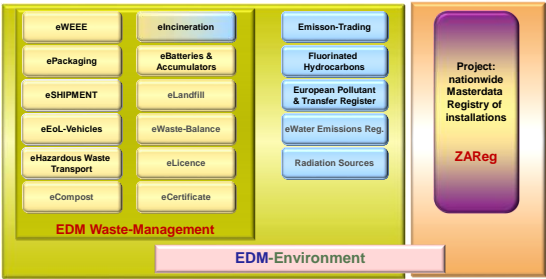 eWEEE
eIncineration
ePackaging
eBatteries &
Accumulators
eSHIPMENT
eLandfill
eEoL-Vehicles
eWaste-Balance
eHazardous Waste
Transport
eLicence
eCompost
eCertificate
EDM Waste-Management
Emisson-Trading
Fluorinated
Hydrocarbons
European Pollutant
& Transfer Register
eWater Emissions Reg.
Radiation Sources
EDM-Environment
Project:
nationwide
Masterdata
Registry of
installations
ZAReg